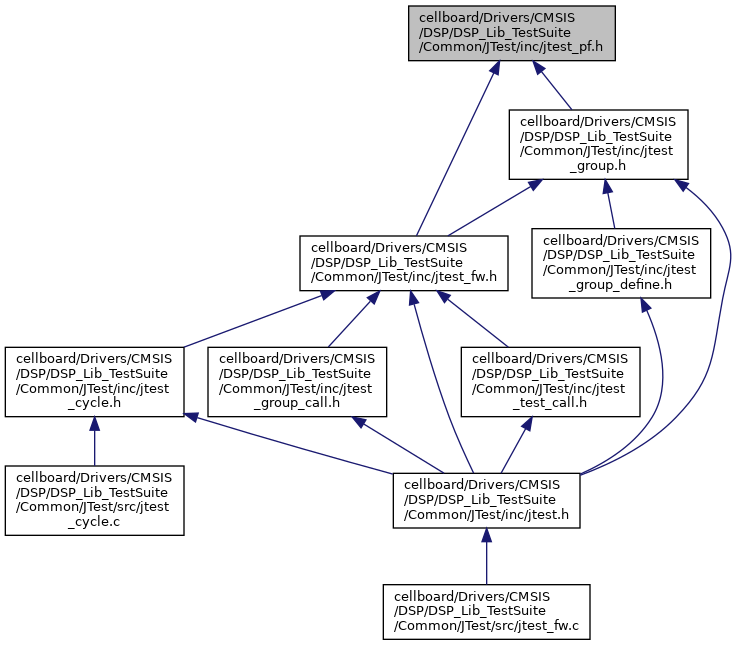 cellboard/Drivers/CMSIS
/DSP/DSP_Lib_TestSuite
/Common/JTest/inc/jtest_pf.h
cellboard/Drivers/CMSIS
/DSP/DSP_Lib_TestSuite
/Common/JTest/inc/jtest
_group.h
cellboard/Drivers/CMSIS
/DSP/DSP_Lib_TestSuite
/Common/JTest/inc/jtest_fw.h
cellboard/Drivers/CMSIS
/DSP/DSP_Lib_TestSuite
/Common/JTest/inc/jtest
_group_define.h
cellboard/Drivers/CMSIS
/DSP/DSP_Lib_TestSuite
/Common/JTest/inc/jtest
_cycle.h
cellboard/Drivers/CMSIS
/DSP/DSP_Lib_TestSuite
/Common/JTest/inc/jtest
_group_call.h
cellboard/Drivers/CMSIS
/DSP/DSP_Lib_TestSuite
/Common/JTest/inc/jtest
_test_call.h
cellboard/Drivers/CMSIS
/DSP/DSP_Lib_TestSuite
/Common/JTest/src/jtest
_cycle.c
cellboard/Drivers/CMSIS
/DSP/DSP_Lib_TestSuite
/Common/JTest/inc/jtest.h
cellboard/Drivers/CMSIS
/DSP/DSP_Lib_TestSuite
/Common/JTest/src/jtest_fw.c